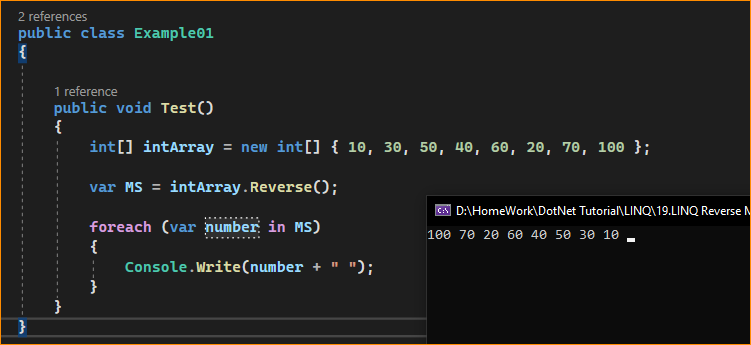 2 references
public class Example01
{
1 reference
public void Test()
{
int[] intArray = new int[] { 10, 30, 50, 40, 60, 20, 70, 100 };
var MS = intArray.Reverse();
foreach (var number in MS)
{
Console.Write(number + " ");
}
}
}
D:\HomeWork\DotNet Tutorial\LINQ\19.LINQ Reverse M
100 70 20 60 40 50 30 10